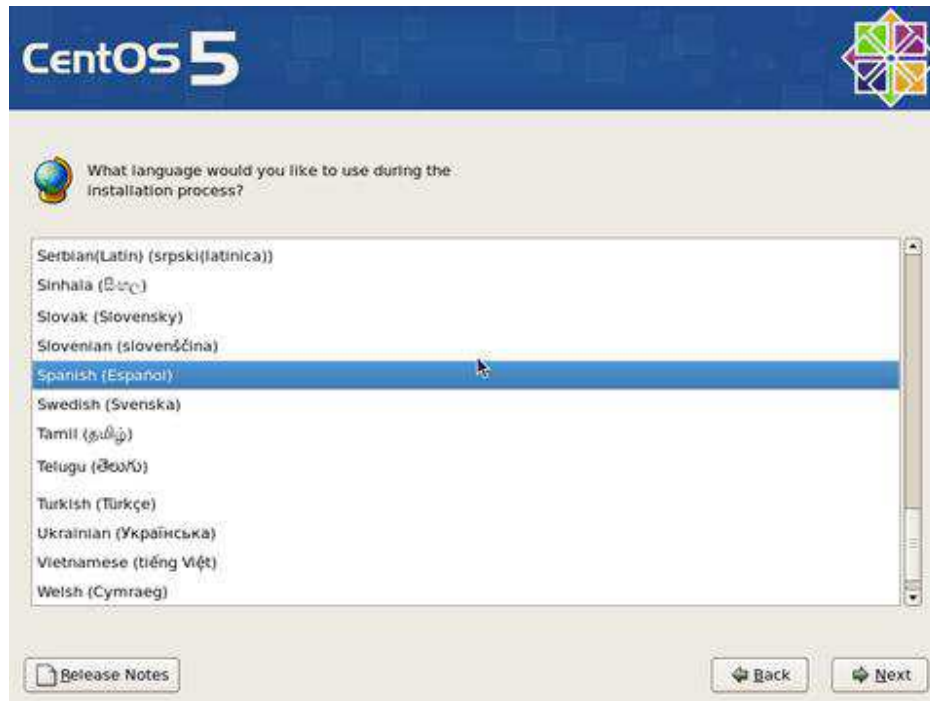 CentOS 5
What language would you like to use during the
installation process?
Serbian(Latin) (srpski(latinica))
Sinhala (සිංහල)
Slovak (Slovensky)
Slovenian (slovenščina)
Spanish (Español)
Swedish (Svenska)
Tamil (தமிழ்)
Telugu (తెలుగు)
Turkish (Türkçe)
Ukrainian (Українська)
Vietnamese (tiếng Việt)
Welsh (Cymraeg)
Release Notes
Back
Next